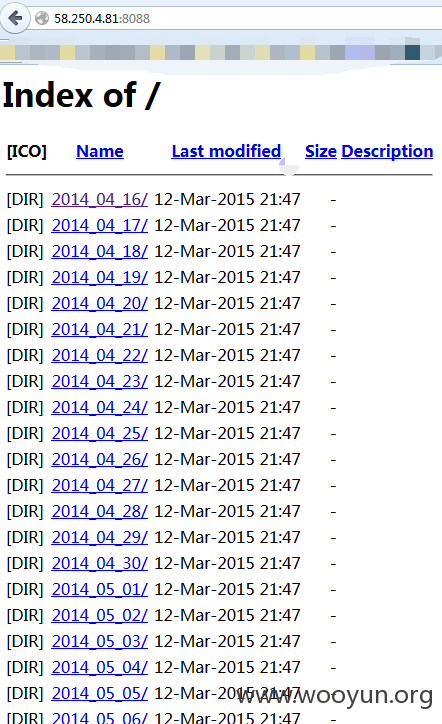 58.250.4.81:8088
Index of /
[ICO] Name Last modified Size Description
[DIR] 2014_04_16/ 12-Mar-2015 21:47 -
[DIR] 2014_04_17/ 12-Mar-2015 21:47 -
[DIR] 2014_04_18/ 12-Mar-2015 21:47 -
[DIR] 2014_04_19/ 12-Mar-2015 21:47 -
[DIR] 2014_04_20/ 12-Mar-2015 21:47 -
[DIR] 2014_04_21/ 12-Mar-2015 21:47 -
[DIR] 2014_04_22/ 12-Mar-2015 21:47 -
[DIR] 2014_04_23/ 12-Mar-2015 21:47 -
[DIR] 2014_04_24/ 12-Mar-2015 21:47 -
[DIR] 2014_04_25/ 12-Mar-2015 21:47 -
[DIR] 2014_04_26/ 12-Mar-2015 21:47 -
[DIR] 2014_04_27/ 12-Mar-2015 21:47 -
[DIR] 2014_04_28/ 12-Mar-2015 21:47 -
[DIR] 2014_04_29/ 12-Mar-2015 21:47 -
[DIR] 2014_04_30/ 12-Mar-2015 21:47 -
[DIR] 2014_05_01/ 12-Mar-2015 21:47 -
[DIR] 2014_05_02/ 12-Mar-2015 21:47 -
[DIR] 2014_05_03/ 12-Mar-2015 21:47 -
[DIR] 2014_05_04/ 12-Mar-2015 21:47 -
[DIR] 2014_05_05/ 12-Mar-2015 21:47 -
www.wooyun.org
[DIR] 2014_05_06/ 12-Mar-2015 21:47 -